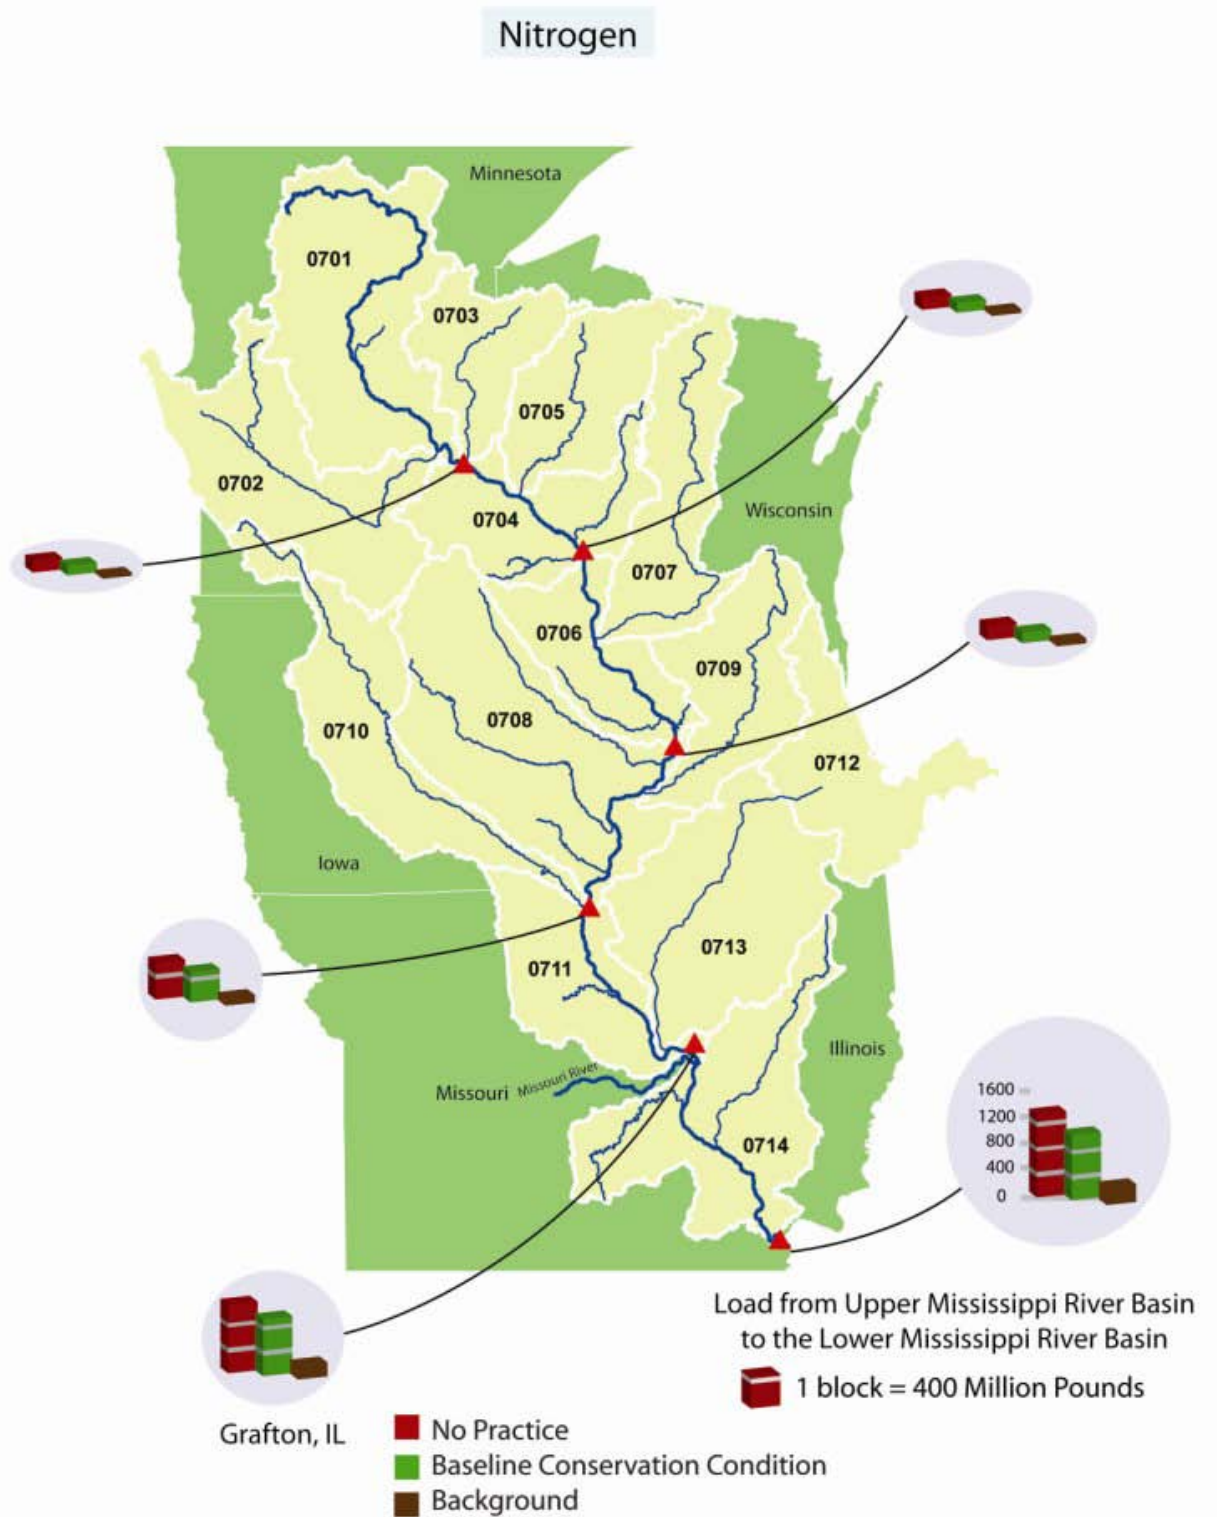 Nitrogen
Minnesota
0701
0703
0705
0702
0704
Wisconsin
0707
0706
0709
0708
0710
0712
Iowa
0713
0711
Illinois
Missouri
Missouri River
0714
1600
1200
800
400
0
Load from Upper Mississippi River Basin
to the Lower Mississippi River Basin
1 block = 400 Million Pounds
Grafton, IL
No Practice
Baseline Conservation Condition
Background